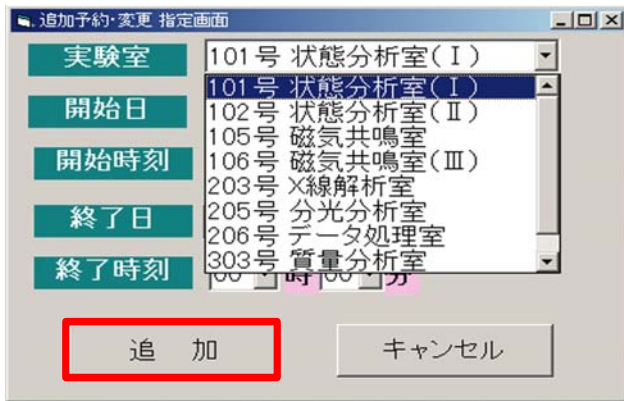 追加予約・変更 指定画面
実験室
101号 状態分析室(Ⅰ)
101号 状態分析室(Ⅰ)
102号 状態分析室(Ⅱ)
105号 磁気共鳴室
106号 磁気共鳴室(Ⅲ)
203号 X線解析室
205号 分光分析室
206号 データ処理室
303号 質量分析室
開始日
開始時刻
終了日
終了時刻
00 時 00 分
追 加
キャンセル